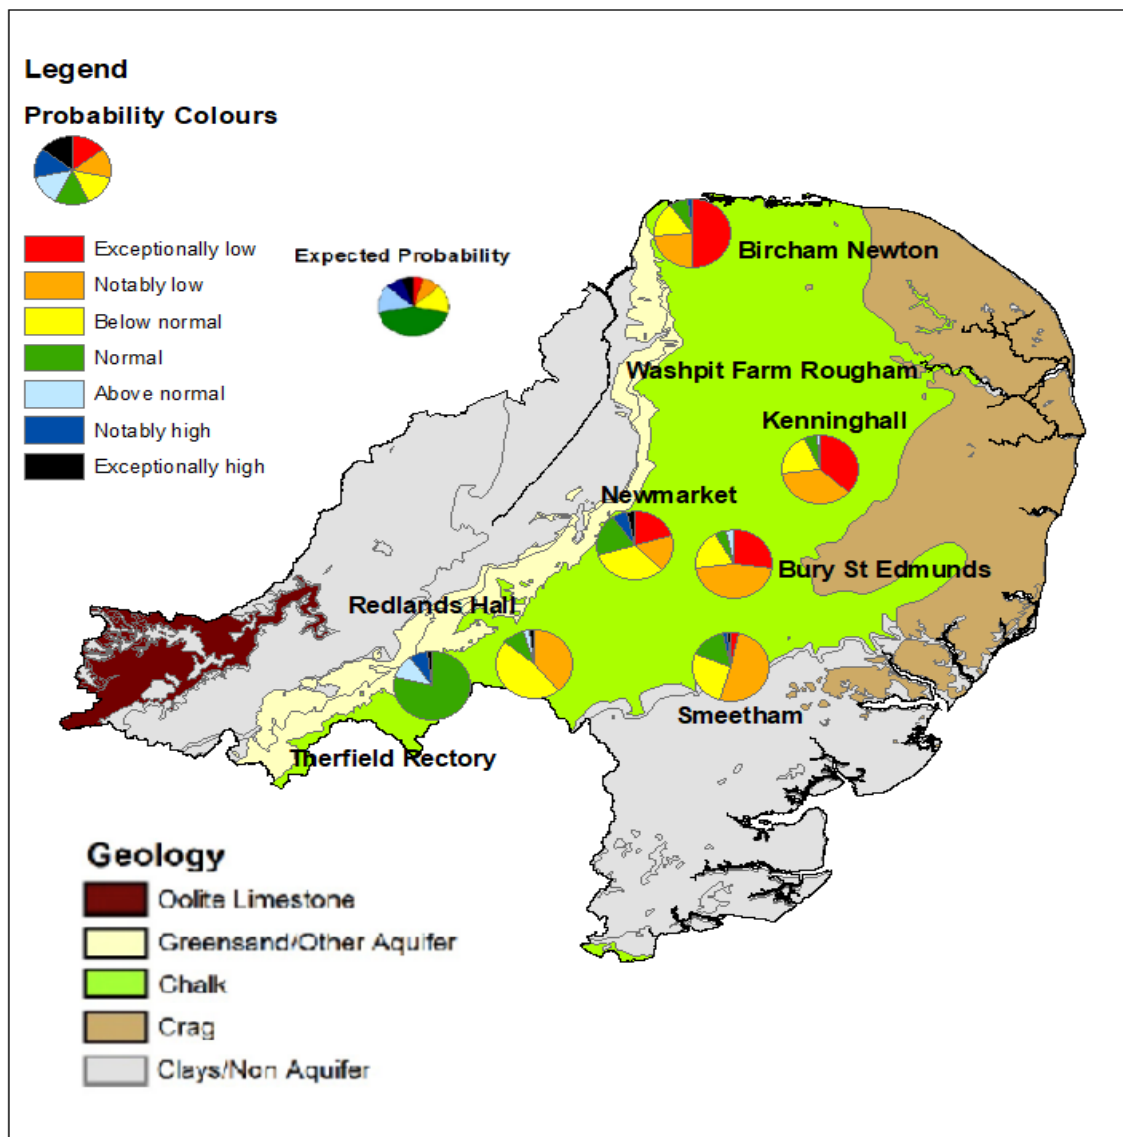 Legend
Probability Colours
Exceptionally low
Notably low
Below normal
Normal
Above normal
Notably high
Exceptionally high
Expected Probability
Bircham Newton
Washpit Farm Rougham
Kenninghall
Newmarket
Bury St Edmunds
Redlands Hall
Smeetham
Therfield Rectory
Geology
Oolite Limestone
Greensand/Other Aquifer
Chalk
Crag
Clays/Non Aquifer